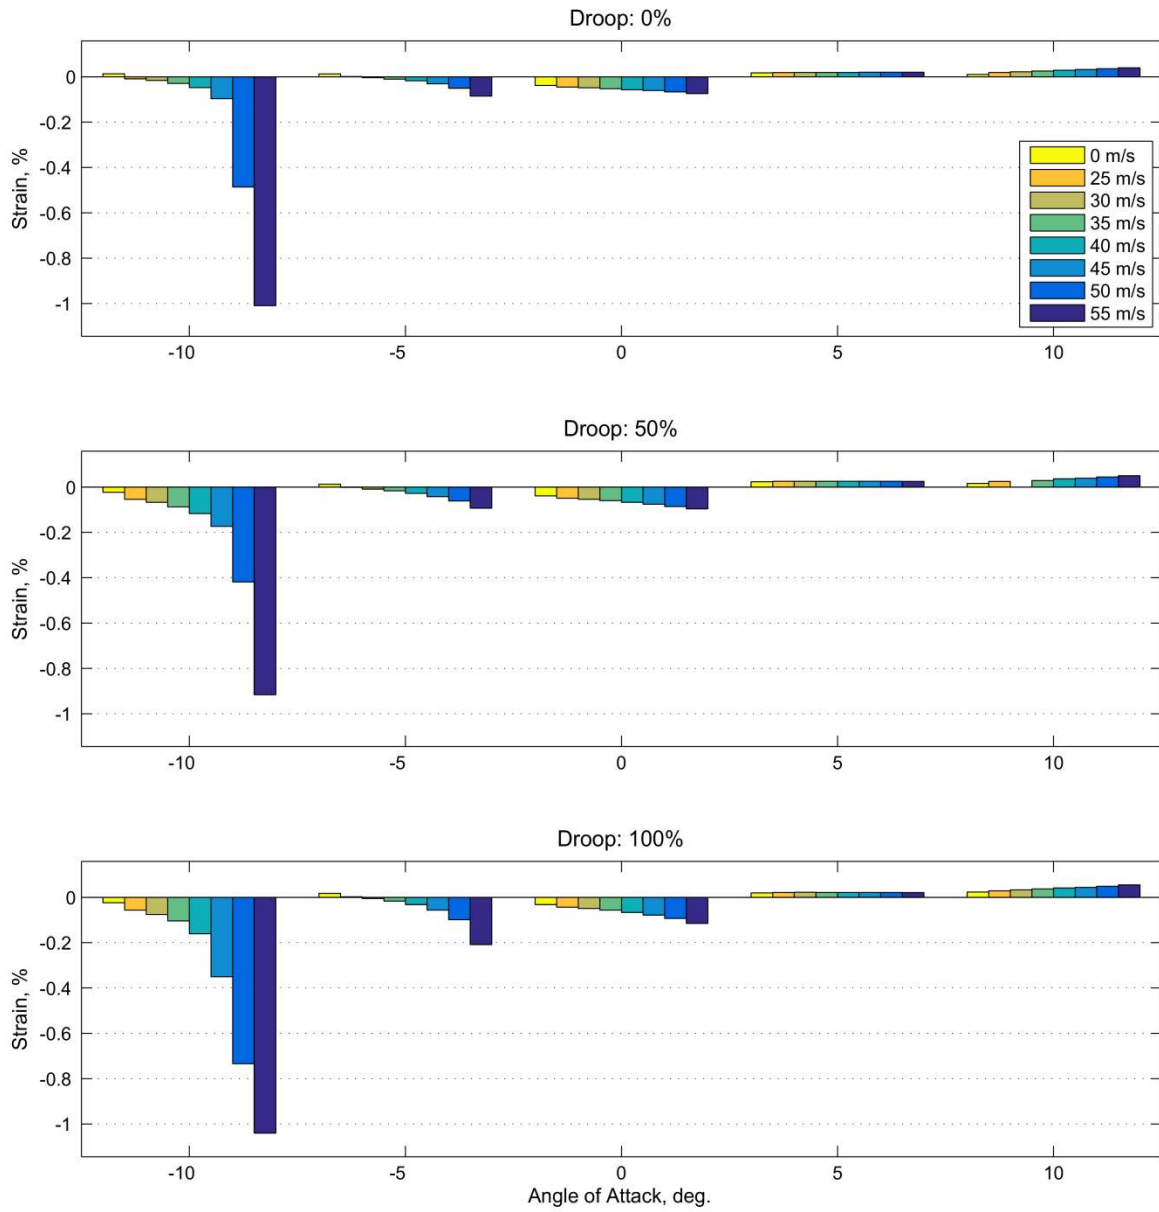 Droop: 0%
0
-0.2
-0.4
-0.6
-0.8
-1
Strain, %
0 m/s
25 m/s
30 m/s
35 m/s
40 m/s
45 m/s
50 m/s
55 m/s
-10 -5 0 5 10
Droop: 50%
0
-0.2
-0.4
-0.6
-0.8
-1
Strain, %
-10 -5 0 5 10
Droop: 100%
0
-0.2
-0.4
-0.6
-0.8
-1
Strain, %
-10 -5 0 5 10
Angle of Attack, deg.